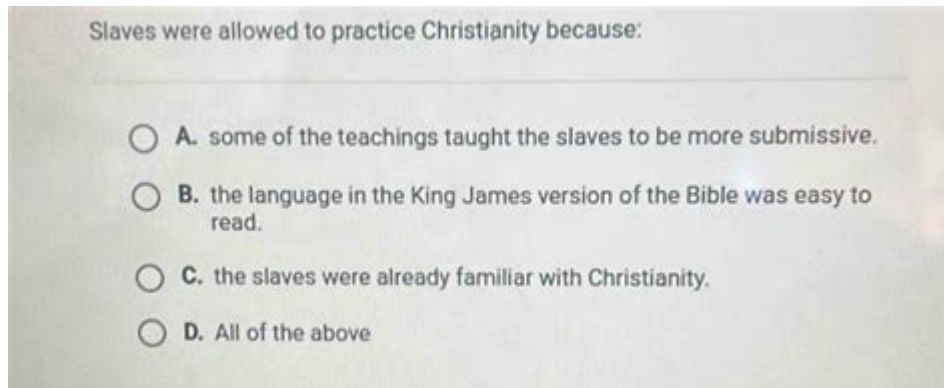 Slaves were allowed to practice Christianity because:
A. some of the teachings taught the slaves to be more submissive.
B. the language in the King James version of the Bible was easy to
read.
C. the slaves were already familiar with Christianity.
D. All of the above